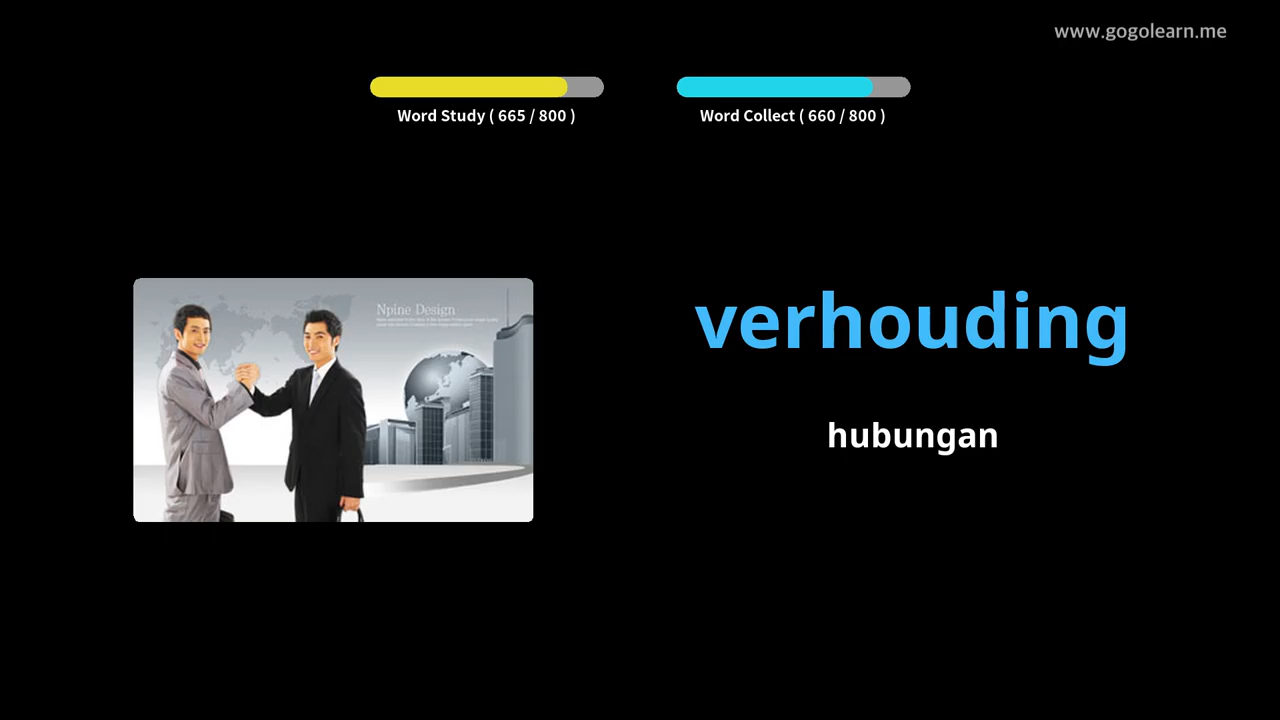 www.gogolearn.me
Word Study ( 665 / 800 )
Word Collect ( 660 / 800 )
Npine Design
verhouding
hubungan